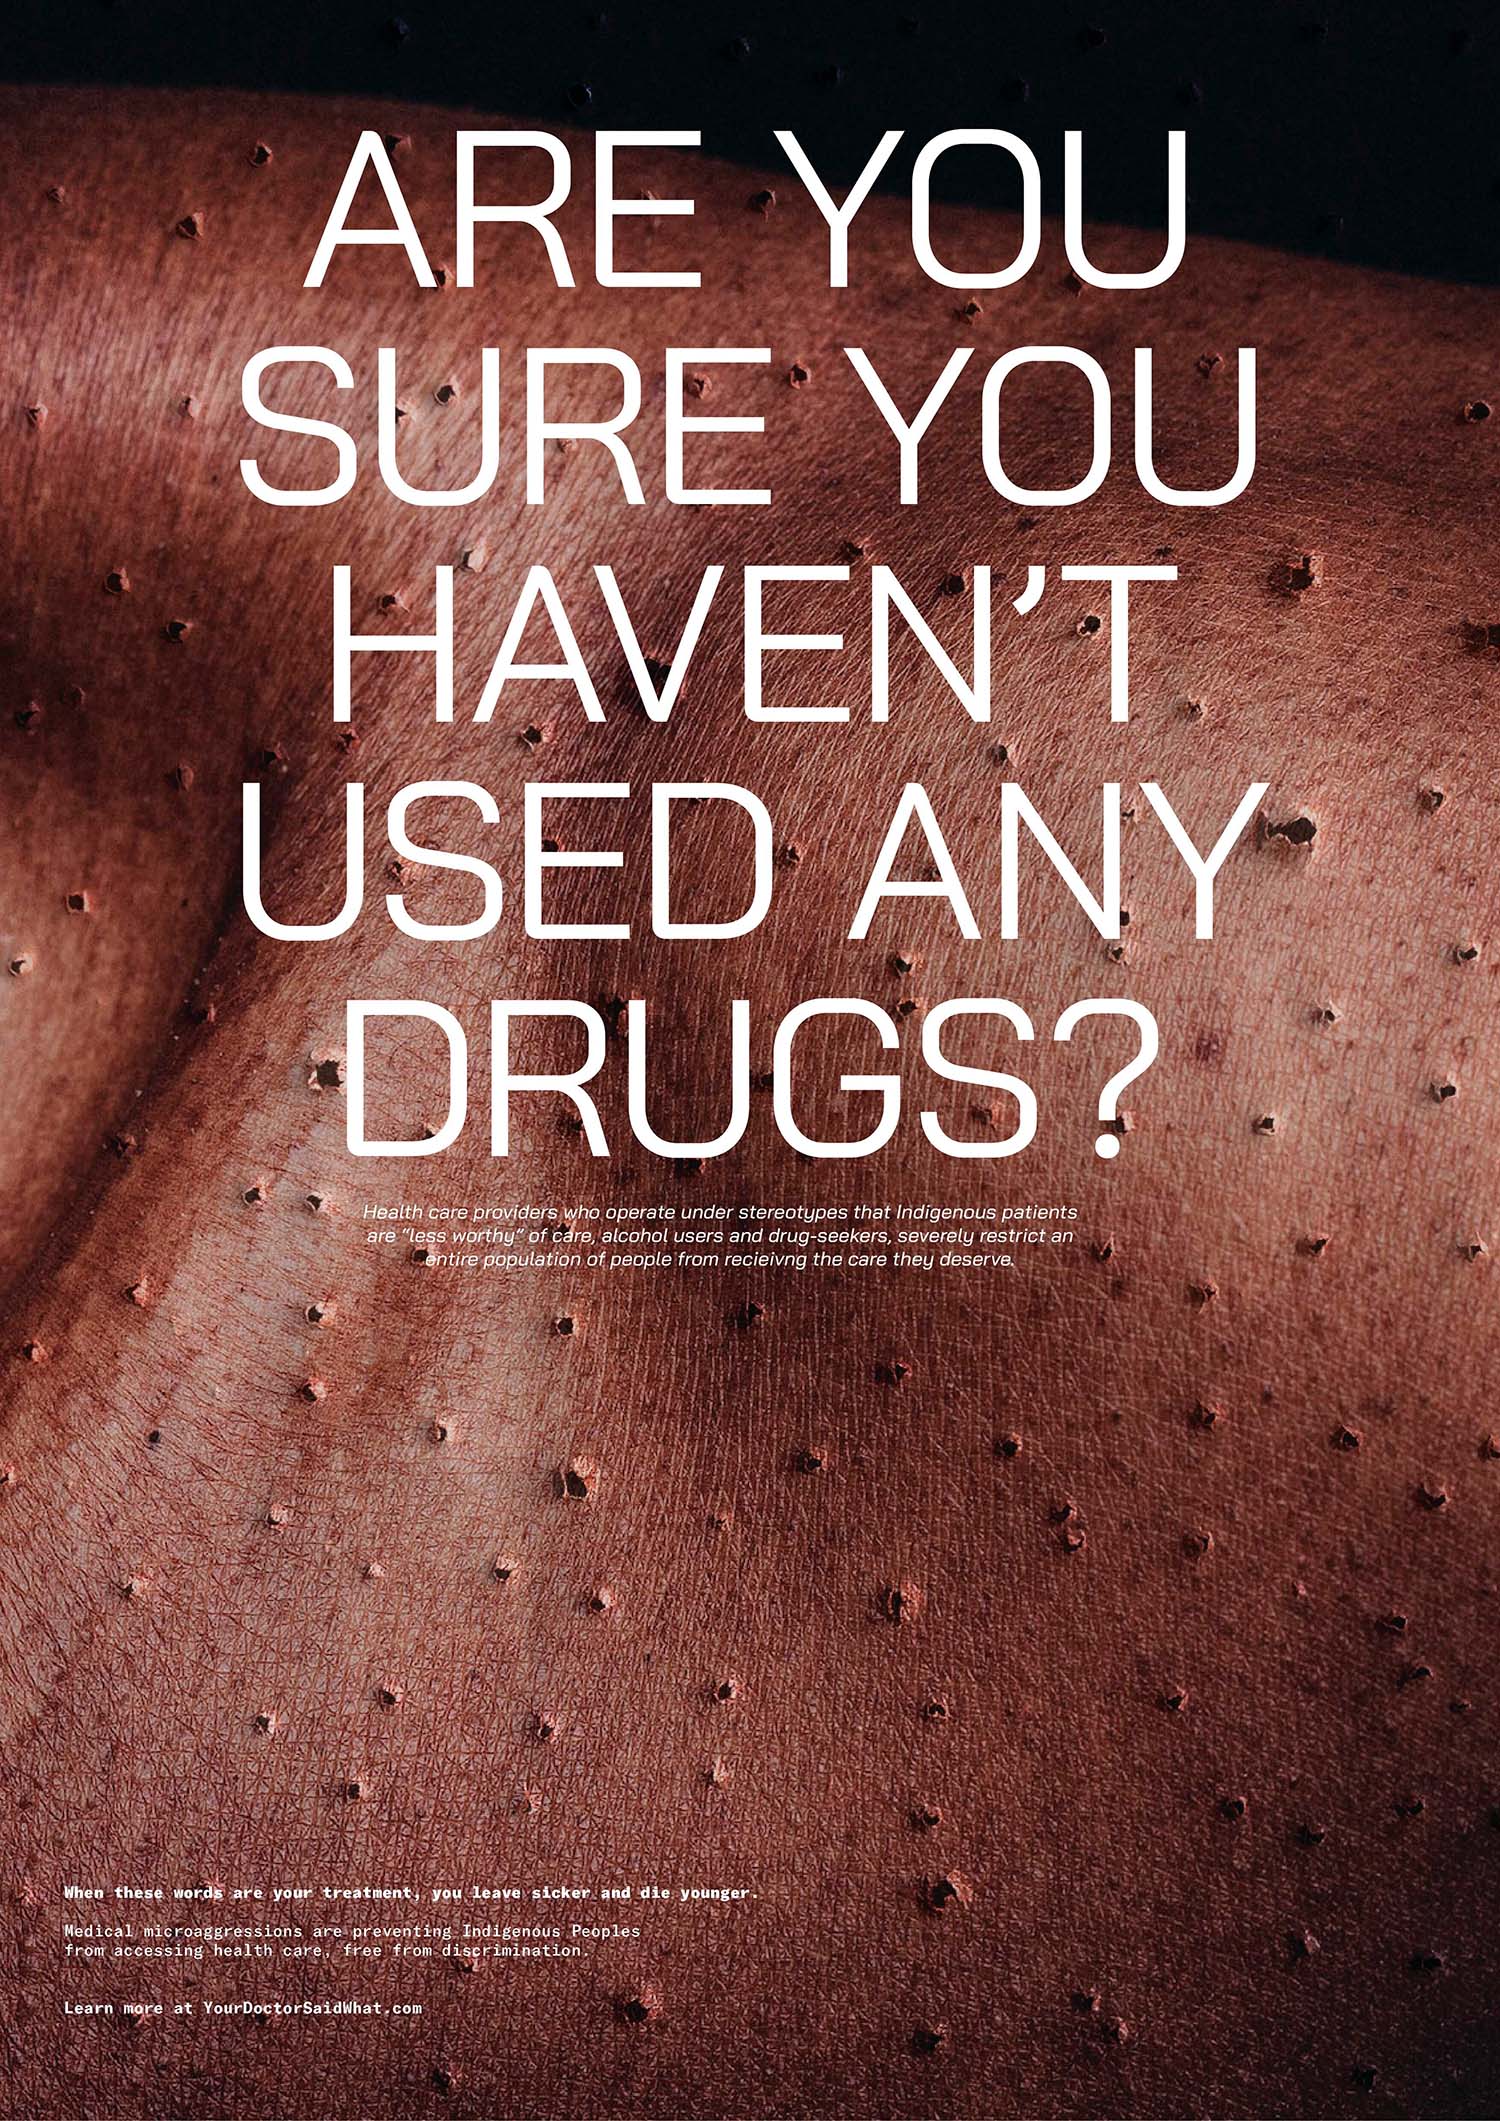 ARE YOU
SURE YOU
HAVEN’T
USED ANY
DRUGS?
Health care providers who operate under stereotypes that Indigenous patients
are “less worthy” of care, alcohol users and drug-seekers, severely restrict an
entire population of people from recieivng the care they deserve.
When these words are your treatment, you leave sicker and die younger.
Medical microaggressions are preventing Indigenous Peoples
from accessing health care, free from discrimination.
Learn more at YourDoctorSaidWhat.com